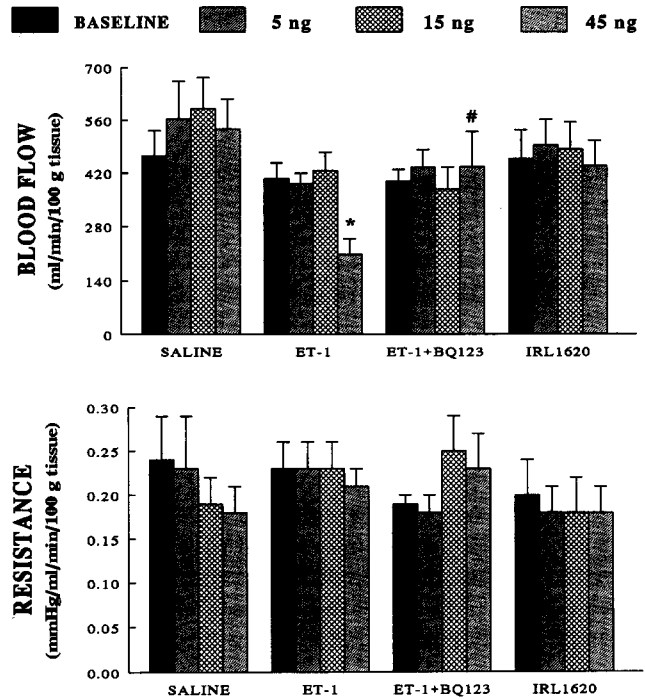 BASELINE 5 ng 15 ng 45 ng
BLOOD FLOW
(ml/min/100 g tissue)
700
560
420
280
140
0
#
*
SALINE ET-1 ET-1+BQ123 IRL1620
RESISTANCE
(mmHg/ml/min/100 g tissue)
0.30
0.25
0.20
0.15
0.10
0.05
0.00
SALINE ET-1 ET-1+BQ123 IRL1620